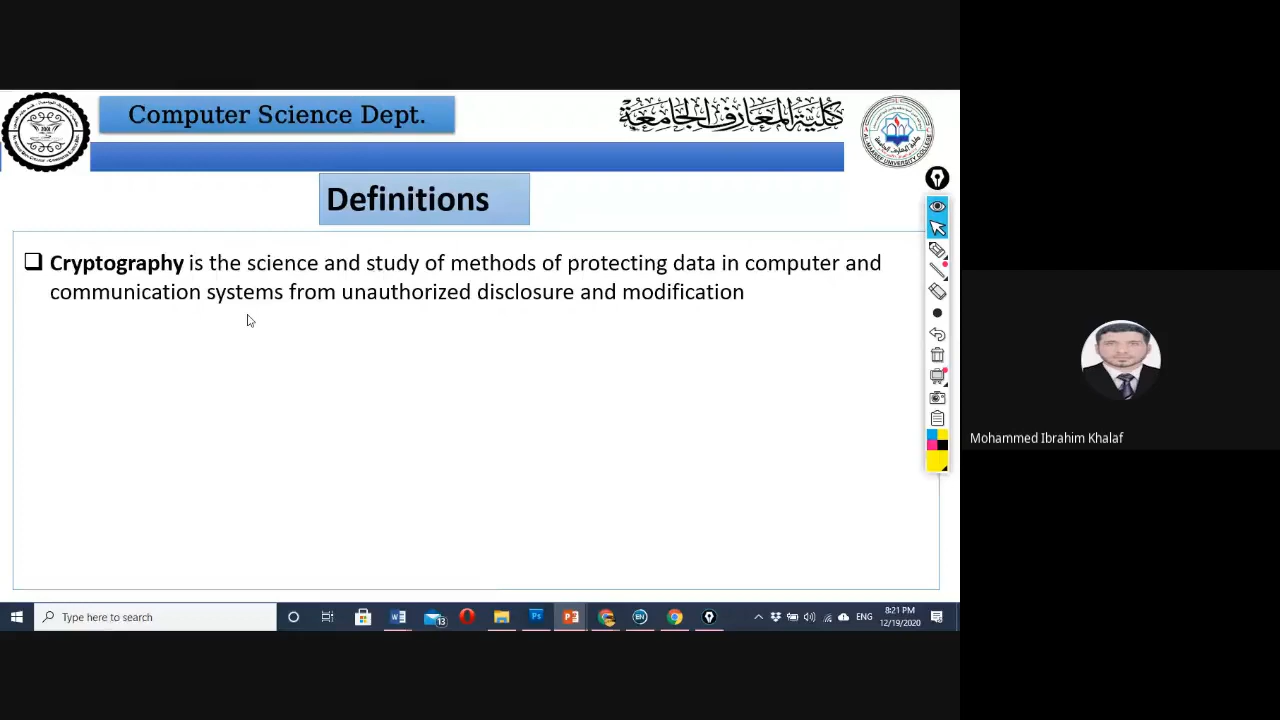 Computer Science Dept.
كلية المعارف الجامعة
Definitions
Cryptography is the science and study of methods of protecting data in computer and
communication systems from unauthorized disclosure and modification
Mohammed Ibrahim Khalaf
Type here to search
13
EN
ENG
8:21 PM
12/19/2020